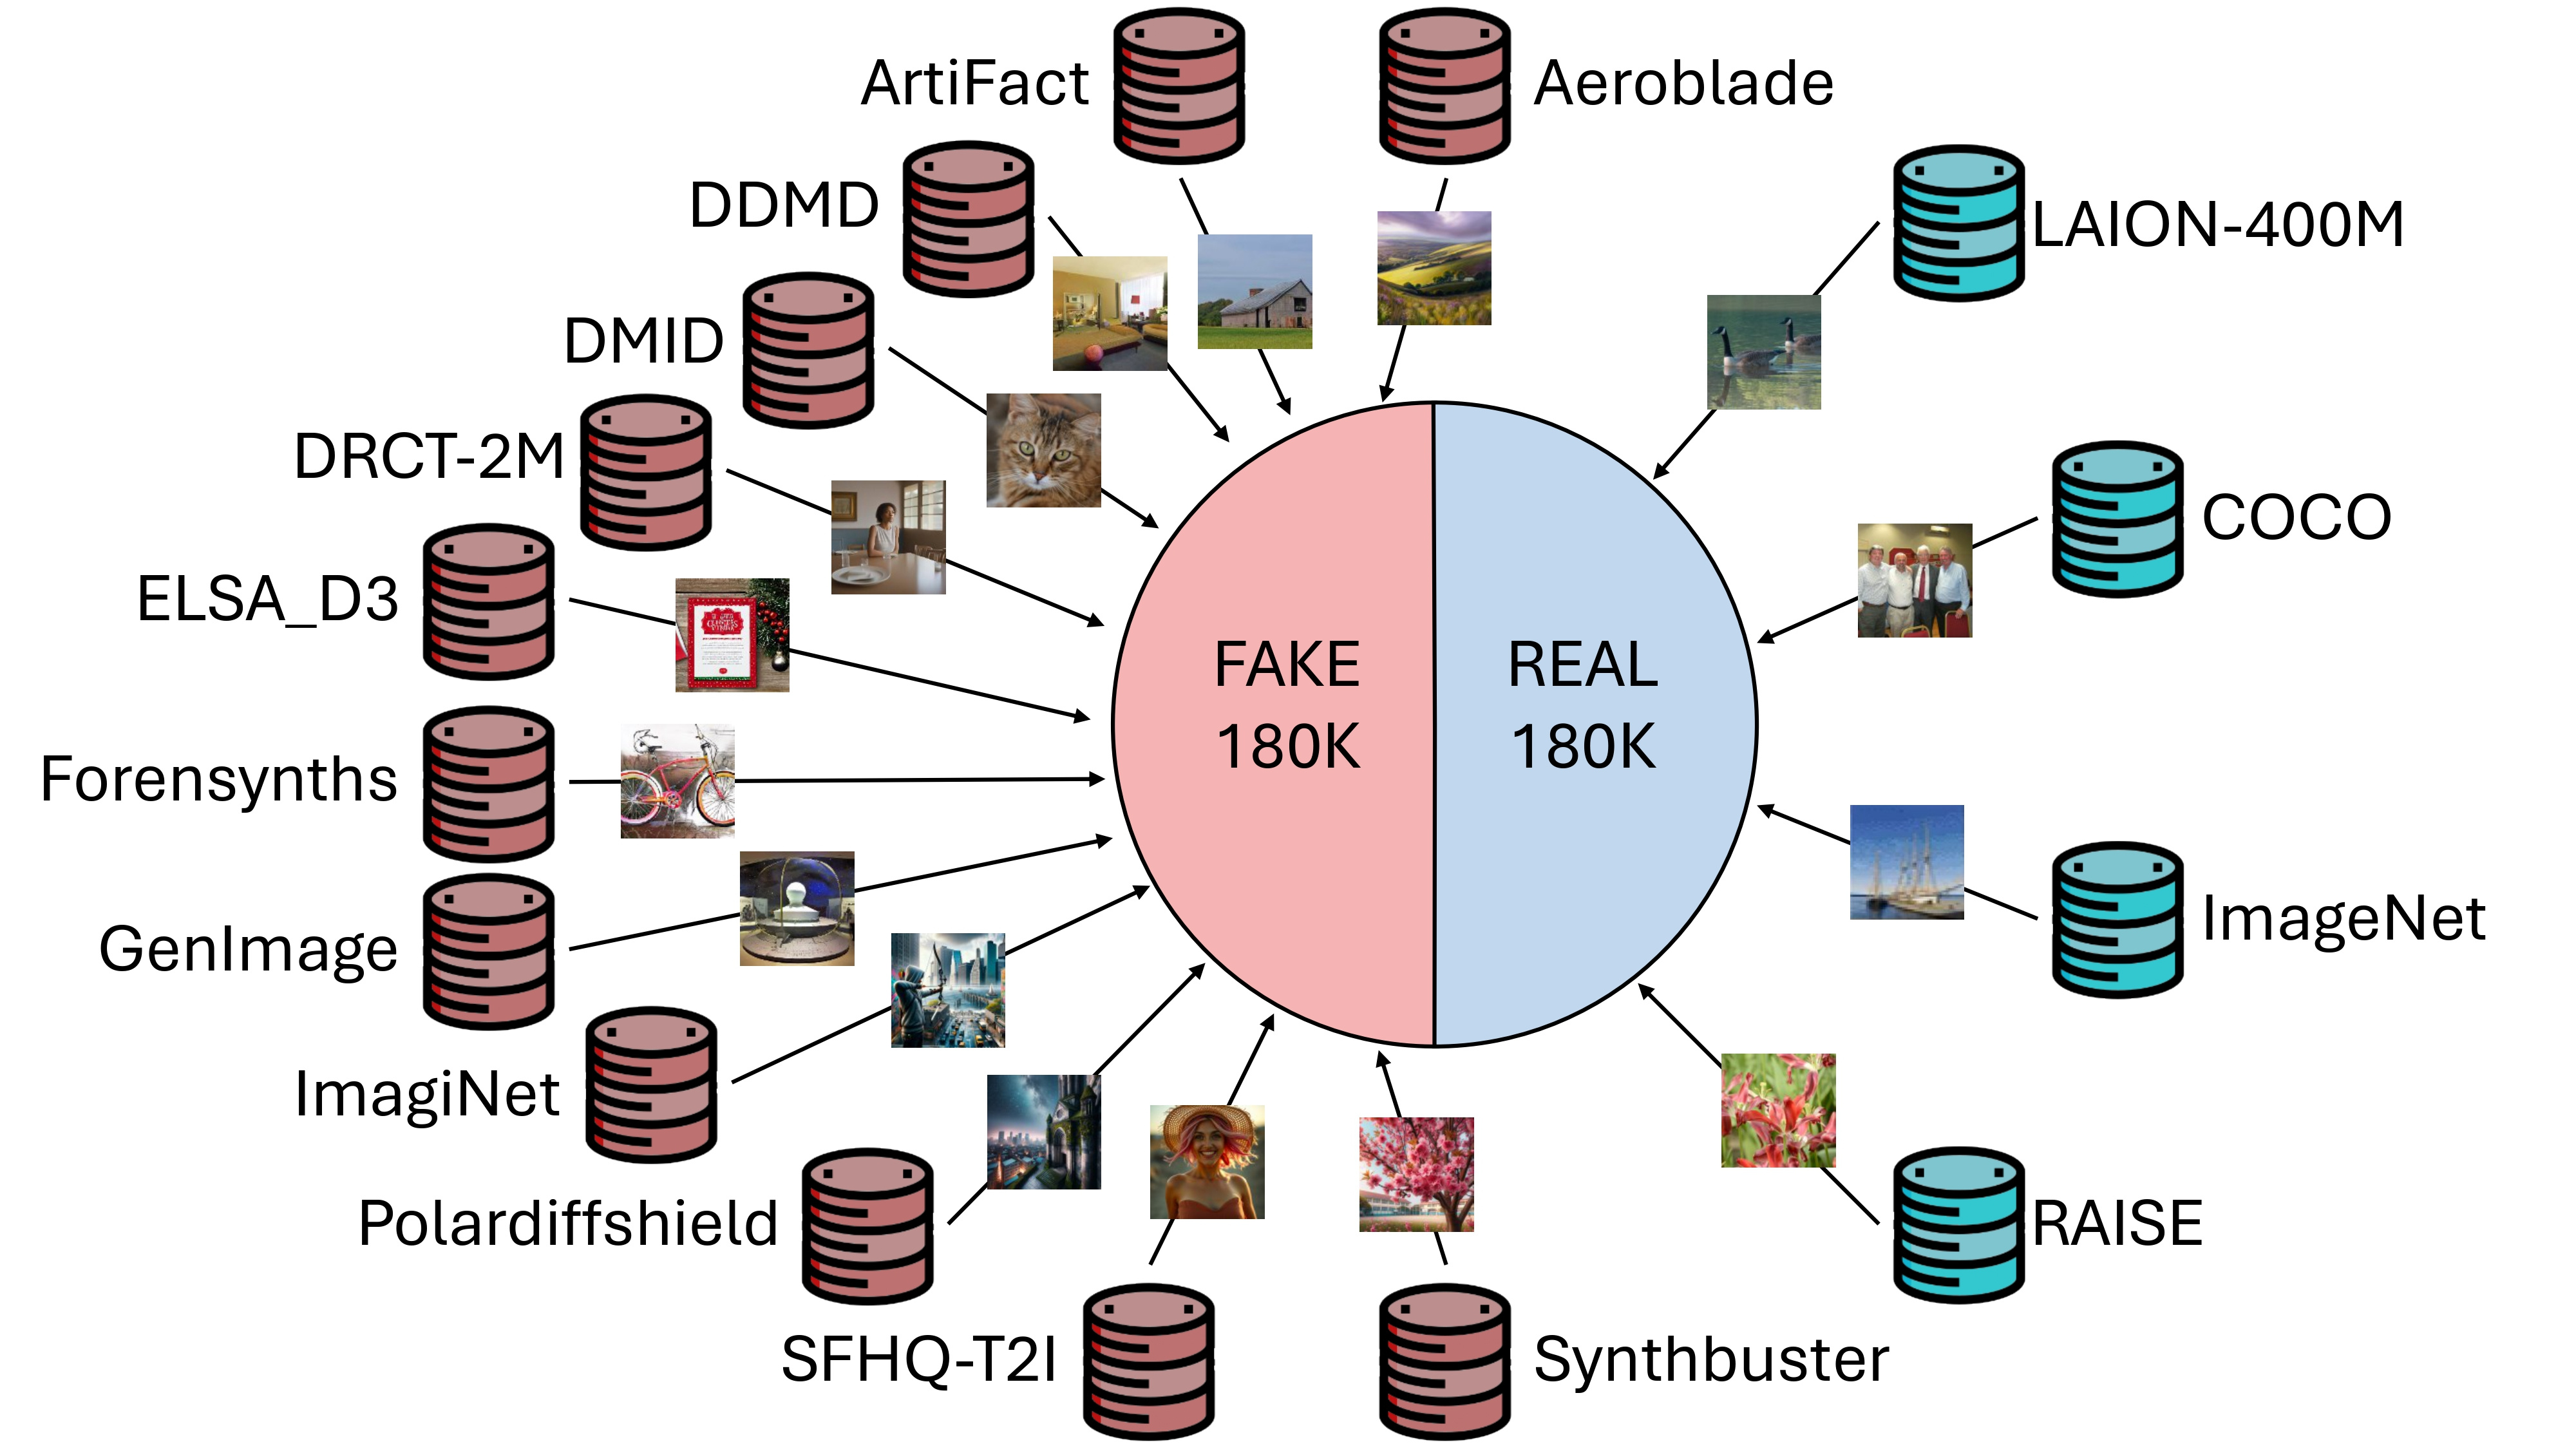 ArtiFact
Aeroblade
DDMD
LAION-400M
DMID
DRCT-2M
COCO
ELSA_D3
FAKE
180K
REAL
180K
Forensynths
GenImage
ImageNet
ImagiNet
Polardiffshield
RAISE
SFHQ-T2I
Synthbuster